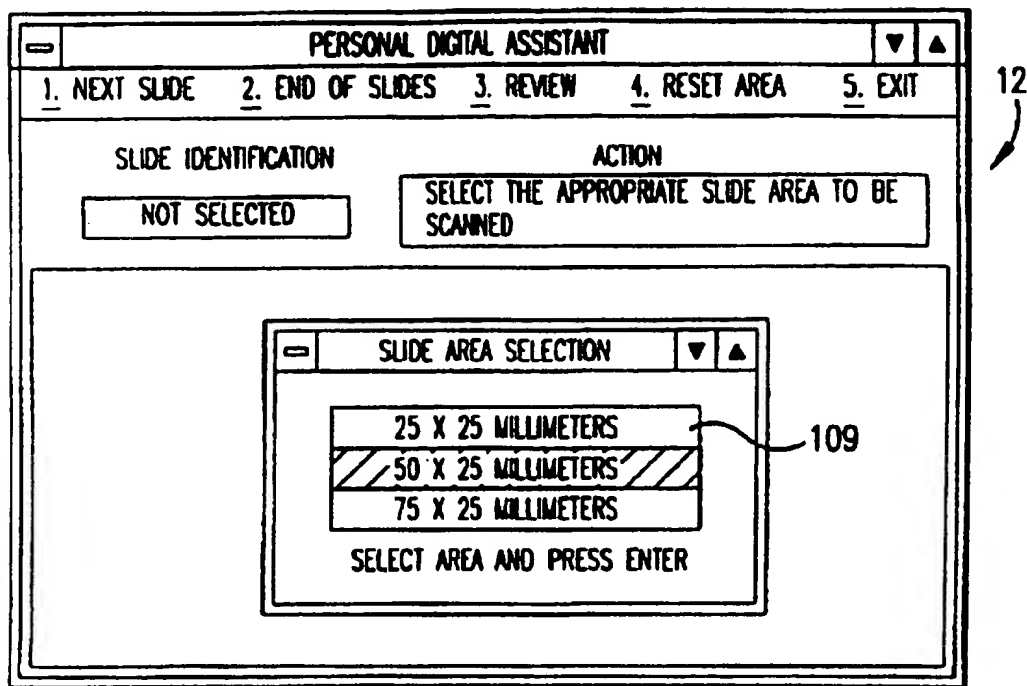 PERSONAL DIGITAL ASSISTANT
1. NEXT SLIDE 2. END OF SLIDES 3. REVIEW 4. RESET AREA 5. EXIT
12
SLIDE IDENTIFICATION
NOT SELECTED
ACTION
SELECT THE APPROPRIATE SLIDE AREA TO BE
SCANNED
SLIDE AREA SELECTION
25 X 25 MILLIMETERS
109
50 X 25 MILLIMETERS
75 X 25 MILLIMETERS
SELECT AREA AND PRESS ENTER